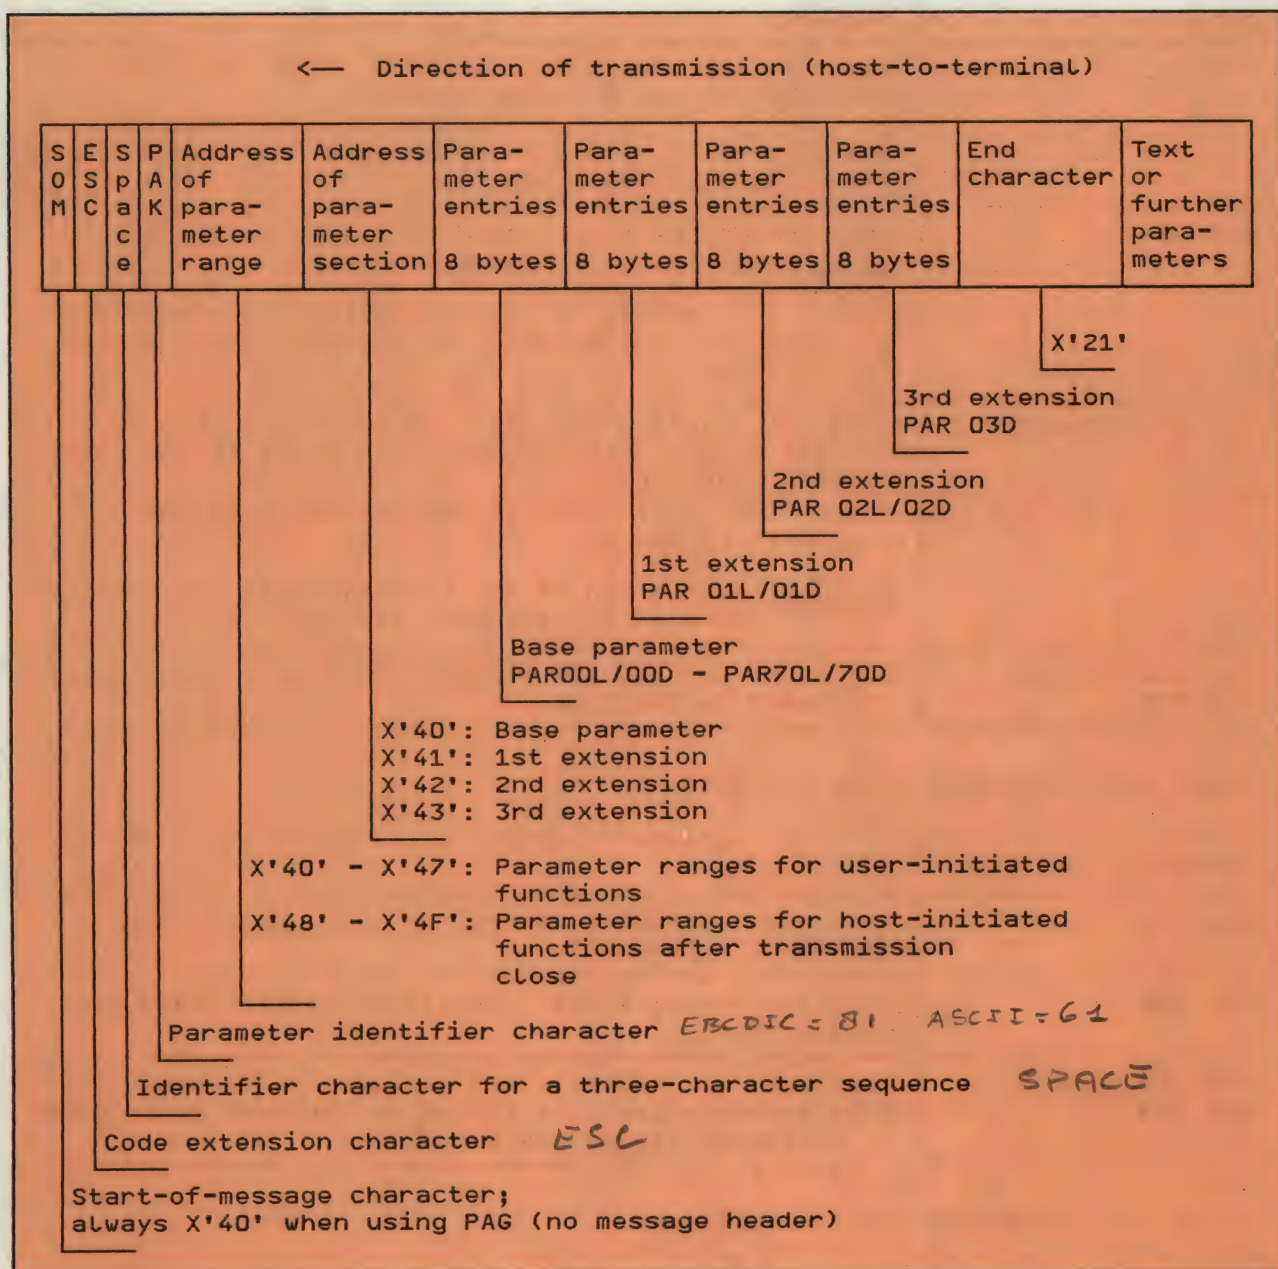 <— Direction of transmission (host-to-terminal)
S E S P Address Address Para- Para- Para- Para- End Text
O S p A of of meter meter meter meter character or
M C a K para- para- entries entries entries entries further
c meter meter para-
e range section 8 bytes 8 bytes 8 bytes 8 bytes meters
X'21'
3rd extension
PAR 03D
2nd extension
PAR 02L/02D
1st extension
PAR 01L/01D
Base parameter
PAR00L/00D - PAR70L/70D
X'40': Base parameter
X'41': 1st extension
X'42': 2nd extension
X'43': 3rd extension
X'40' - X'47': Parameter ranges for user-initiated
functions
X'48' - X'4F': Parameter ranges for host-initiated
functions after transmission
close
Parameter identifier character EBCDIC = 81 ASCII = 61
Identifier character for a three-character sequence SPACE
Code extension character ESC
Start-of-message character;
always X'40' when using PAG (no message header)